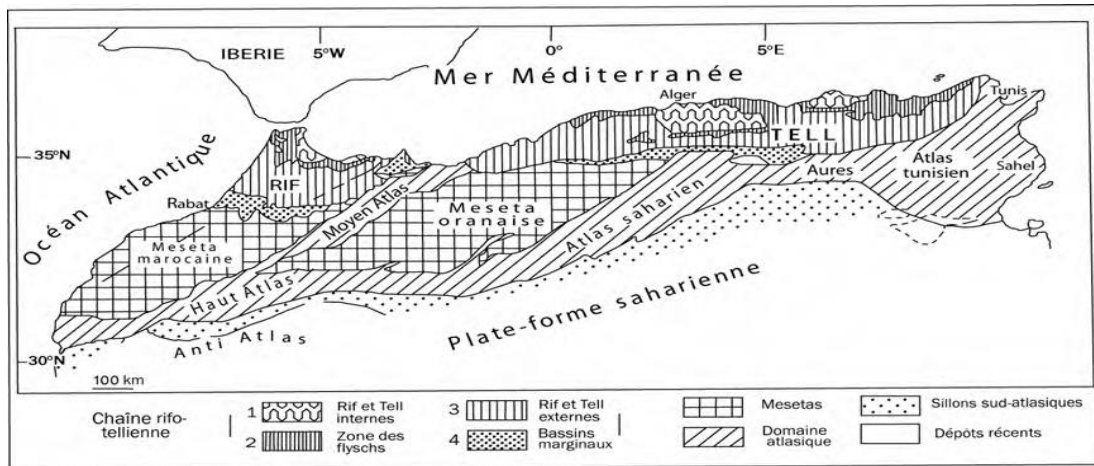 IBERIE
5°W
0°
5°E
Mer Méditerranée
Alger
Tunis
Océan Atlantique
35°N
TELL
RIF
Aures
Atlas tunisien
Sahel
Rabat
Moyen Atlas
Meseta oranaise
Atlas saharien
Meseta marocaine
Haut Atlas
Plate-forme saharienne
Anti Atlas
30°N
100 km
Chaîne rifo-
tellienne
1 Rif et Tell
internes
2 Zone des
flyschs
3 Rif et Tell
externes
4 Bassins
marginaux
Mesetas
Domaine
atlasique
Sillons sud-atlasiques
Dépôts récents